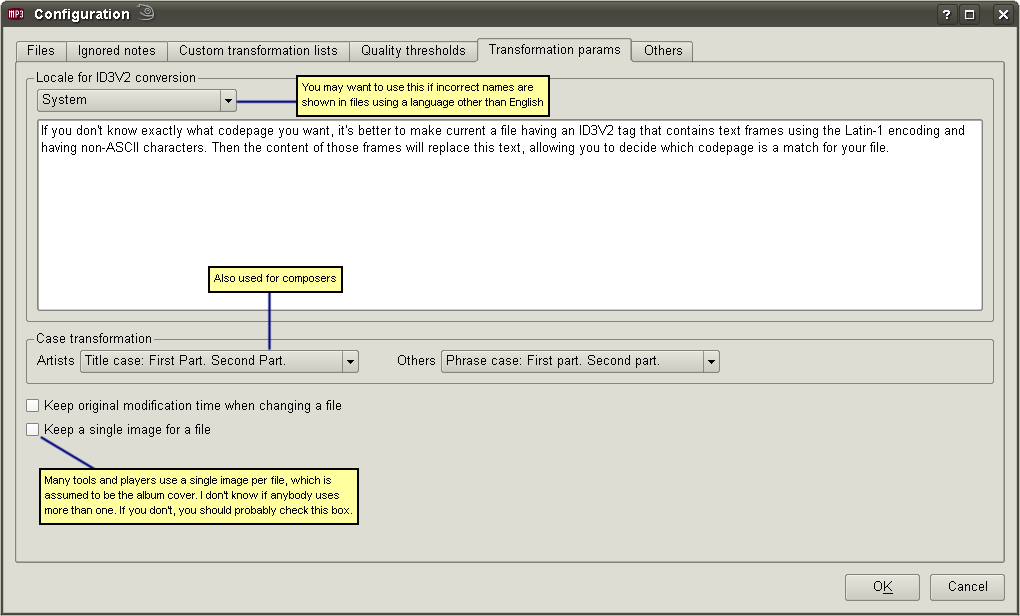 MP3 Configuration
Files Ignored notes Custom transformation lists Quality thresholds Transformation params Others
Locale for ID3V2 conversion
System
You may want to use this if incorrect names are
shown in files using a language other than English
If you don't know exactly what codepage you want, it's better to make current a file having an ID3V2 tag that contains text frames using the Latin-1 encoding and
having non-ASCII characters. Then the content of those frames will replace this text, allowing you to decide which codepage is a match for your file.
Also used for composers
Case transformation
Artists Title case: First Part. Second Part. Others Phrase case: First part. Second part.
Keep original modification time when changing a file
Keep a single image for a file
Many tools and players use a single image per file, which is
assumed to be the album cover. I don't know if anybody uses
more than one. If you don't, you should probably check this box.
OK Cancel